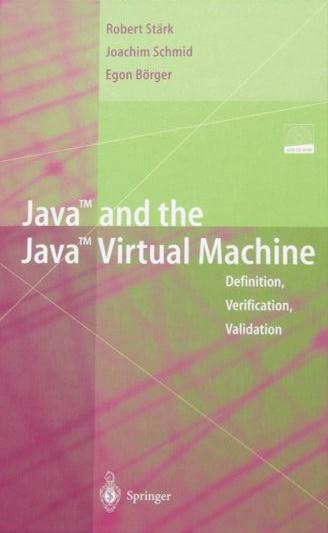 Robert Stärk
Joachim Schmid
Egon Börger
Java™ and the
Java™ Virtual Machine
Definition,
Verification,
Validation
Springer